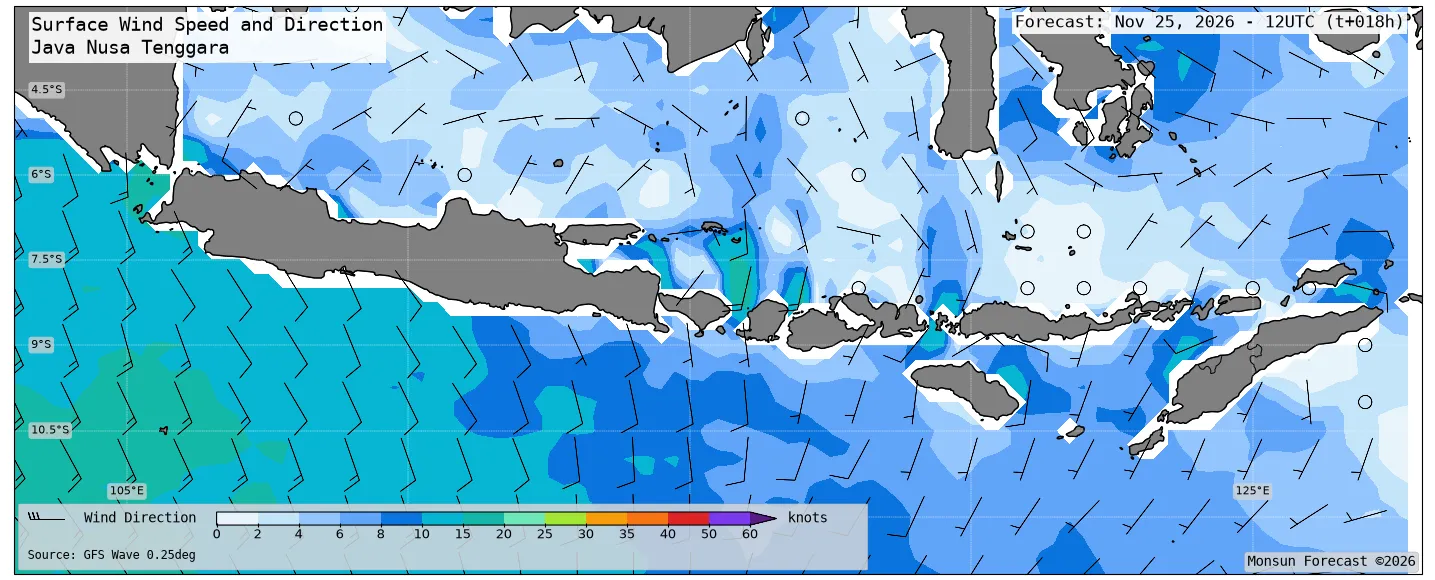 Surface Wind Speed and Direction
Java Nusa Tenggara
Forecast: Nov 25, 2026 - 12UTC (t+018h)
4.5°S
6°S
7.5°S
9°S
10.5°S
105°E
125°E
Wind Direction
0 2 4 6 8 10 15 20 25 30 35 40 50 60
knots
Source: GFS Wave 0.25deg
Monsun Forecast ©2026